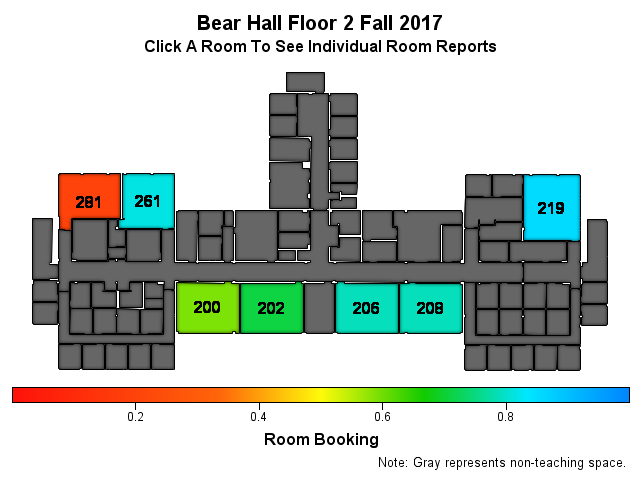 Bear Hall Floor 2 Fall 2017
Click A Room To See Individual Room Reports
281
261
219
200
202
206
208
0.2
0.4
0.6
0.8
Room Booking
Note: Gray represents non-teaching space.